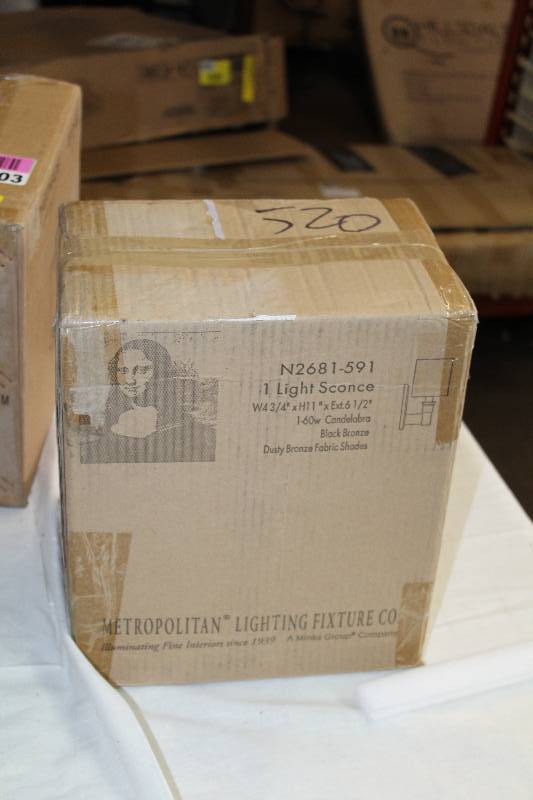 520
N2681-591
1 Light Sconce
W4 3/4" x H11 " x Ext.6 1/2"
1-60w Candelabra
Black Bronze
Dusty Bronze Fabric Shades
METROPOLITAN® LIGHTING FIXTURE CO
Illuminating Fine Interiors since 1939 A Minka Group® Company
03
M